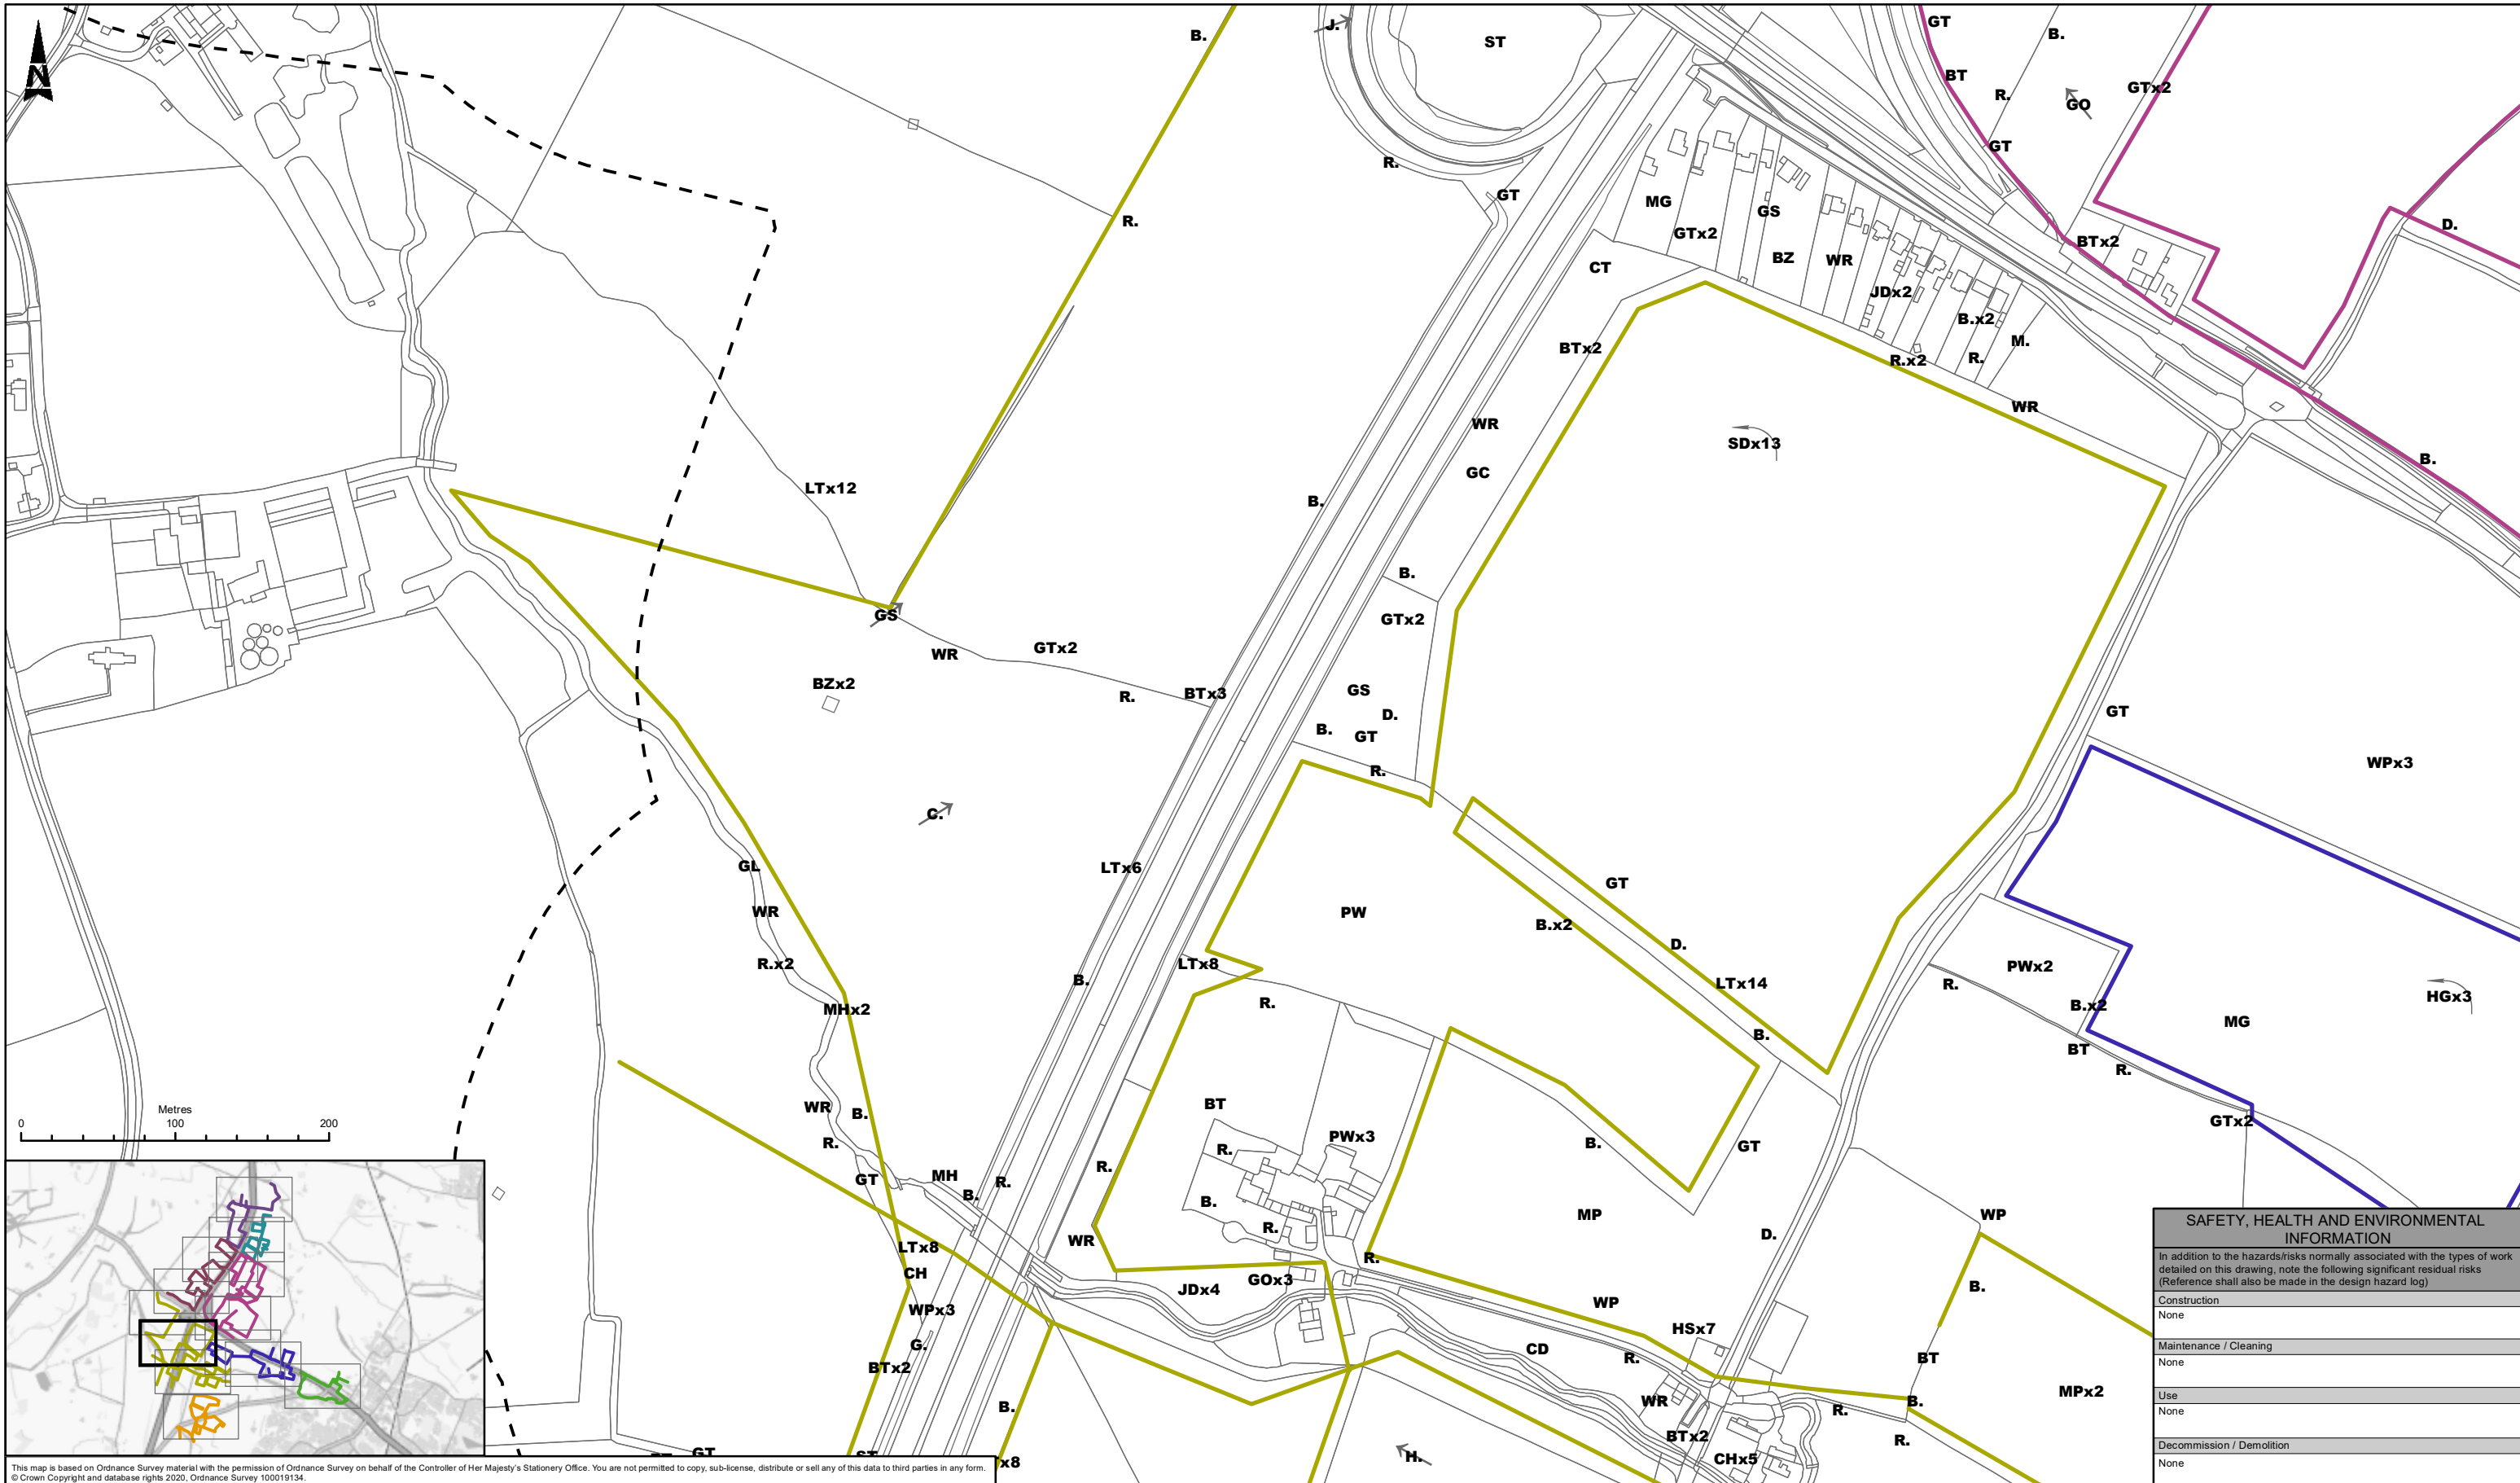 N
B.
J.
ST
GT
B.
BT
R.
GTx2
GO
GT
R.
GT
MG
GS
GTx2
BTx2
D.
R.
CT
BZ
WR
JDx2
B.x2
M.
BTx2
R.x2
R.
WR
WR
SDx13
B.
GC
LTx12
B.
B.
GS
GTx2
WR
GTx2
BZx2
R.
BTx3
GS
D.
B.
GT
GT
R.
WPx3
C.
GL
LTx6
GT
WR
PW
B.x2
D.
R.x2
LTx8
B.
LTx14
PWx2
R.
HGx3
MHx2
R.
B.x2
MG
B.
BT
R.
WR
B.
BT
GTx2
R.
R.
PWx3
B.
GT
GT
MH
B.
R.
R.
B.
R.
MP
WP
D.
WR
LTx8
CH
R.
JDx4
GOx3
B.
WPx3
WP
HSx7
G.
CD
R.
BT
BTx2
WR
B.
MPx2
B.
R.
R.
BTx2
CHx5
H.
GT
x8
Metres
0 100 200
SAFETY, HEALTH AND ENVIRONMENTAL
INFORMATION
In addition to the hazards/risks normally associated with the types of work
detailed on this drawing, note the following significant residual risks
(Reference shall also be made in the design hazard log)
Construction
None
Maintenance / Cleaning
None
Use
None
Decommission / Demolition
None
This map is based on Ordnance Survey material with the permission of Ordnance Survey on behalf of the Controller of Her Majesty's Stationery Office. You are not permitted to copy, sub-license, distribute or sell any of this data to third parties in any form.
© Crown Copyright and database rights 2020, Ordnance Survey 100019134.